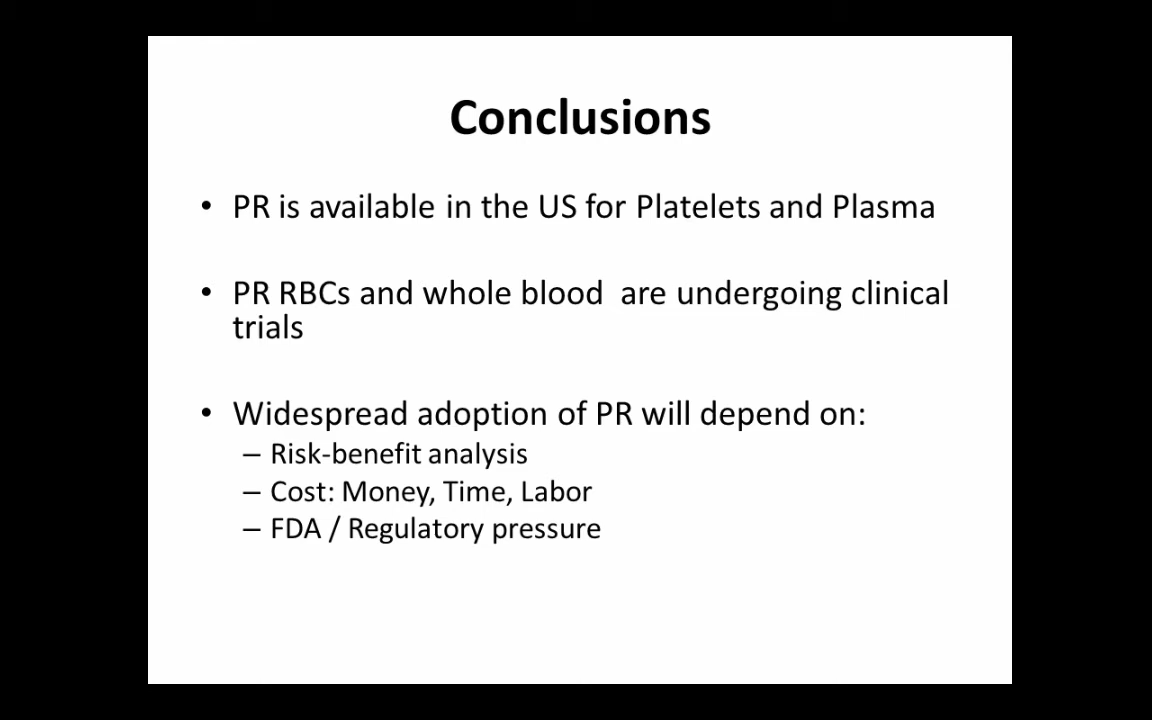 Conclusions
• PR is available in the US for Platelets and Plasma
• PR RBCs and whole blood  are undergoing clinical
trials
• Widespread adoption of PR will depend on:
– Risk-benefit analysis
– Cost: Money, Time, Labor
– FDA / Regulatory pressure